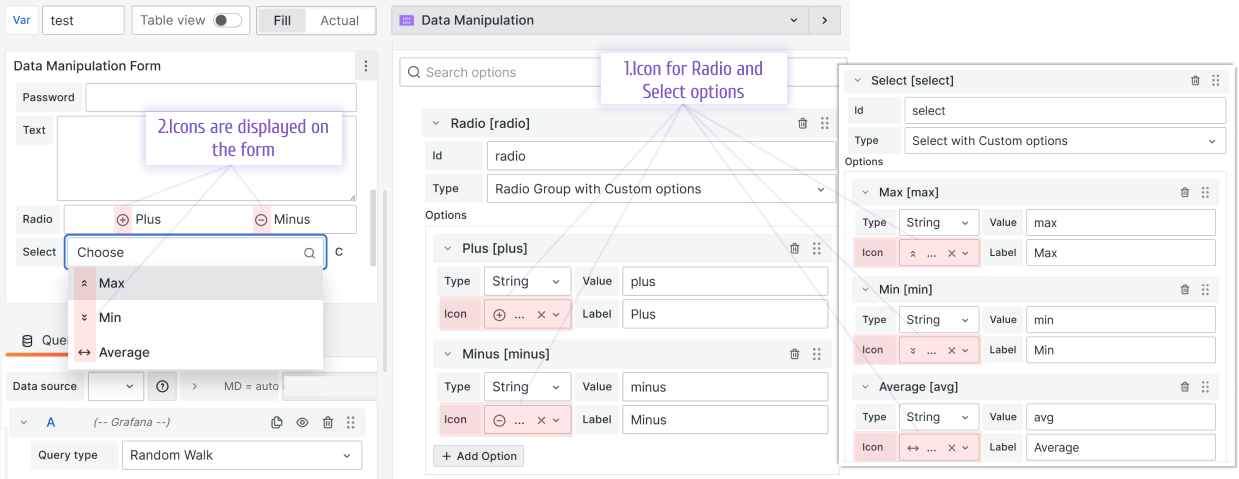 Var
test
Table view
Fill
Actual
Data Manipulation Form
Password
Text
2.Icons are displayed on
the form
Radio
Plus
Minus
Select
Choose
C
Max
Min
Average
Que
Data source
MD = auto
A
(-- Grafana --)
Query type
Random Walk
Data Manipulation
Search options
1.Icon for Radio and
Select options
Radio [radio]
Id
radio
Type
Radio Group with Custom options
Options
Plus [plus]
Type
String
Value
plus
Icon
...
Label
Plus
Minus [minus]
Type
String
Value
minus
Icon
...
Label
Minus
+ Add Option
Select [select]
Id
select
Type
Select with Custom options
Options
Max [max]
Type
String
Value
max
Icon
...
Label
Max
Min [min]
Type
String
Value
min
Icon
...
Label
Min
Average [avg]
Type
String
Value
avg
Icon
...
Label
Average